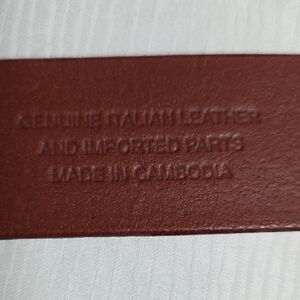 GENUINE ITALIAN LEATHER
AND IMPORTED PARTS
MADE IN CAMBODIA